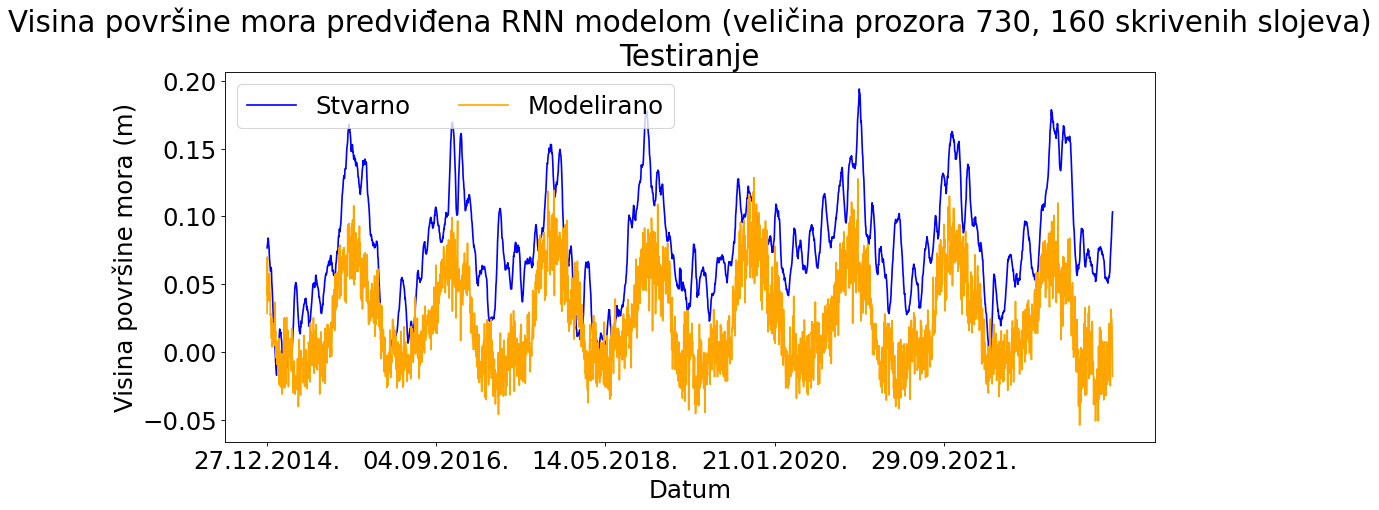 Visina površine mora predviđena RNN modelom (veličina prozora 730, 160 skrivenih slojeva)
Testiranje
Stvarno
Modelirano
Visina površine mora (m)
0.20
0.15
0.10
0.05
0.00
−0.05
27.12.2014.
04.09.2016.
14.05.2018.
21.01.2020.
29.09.2021.
Datum